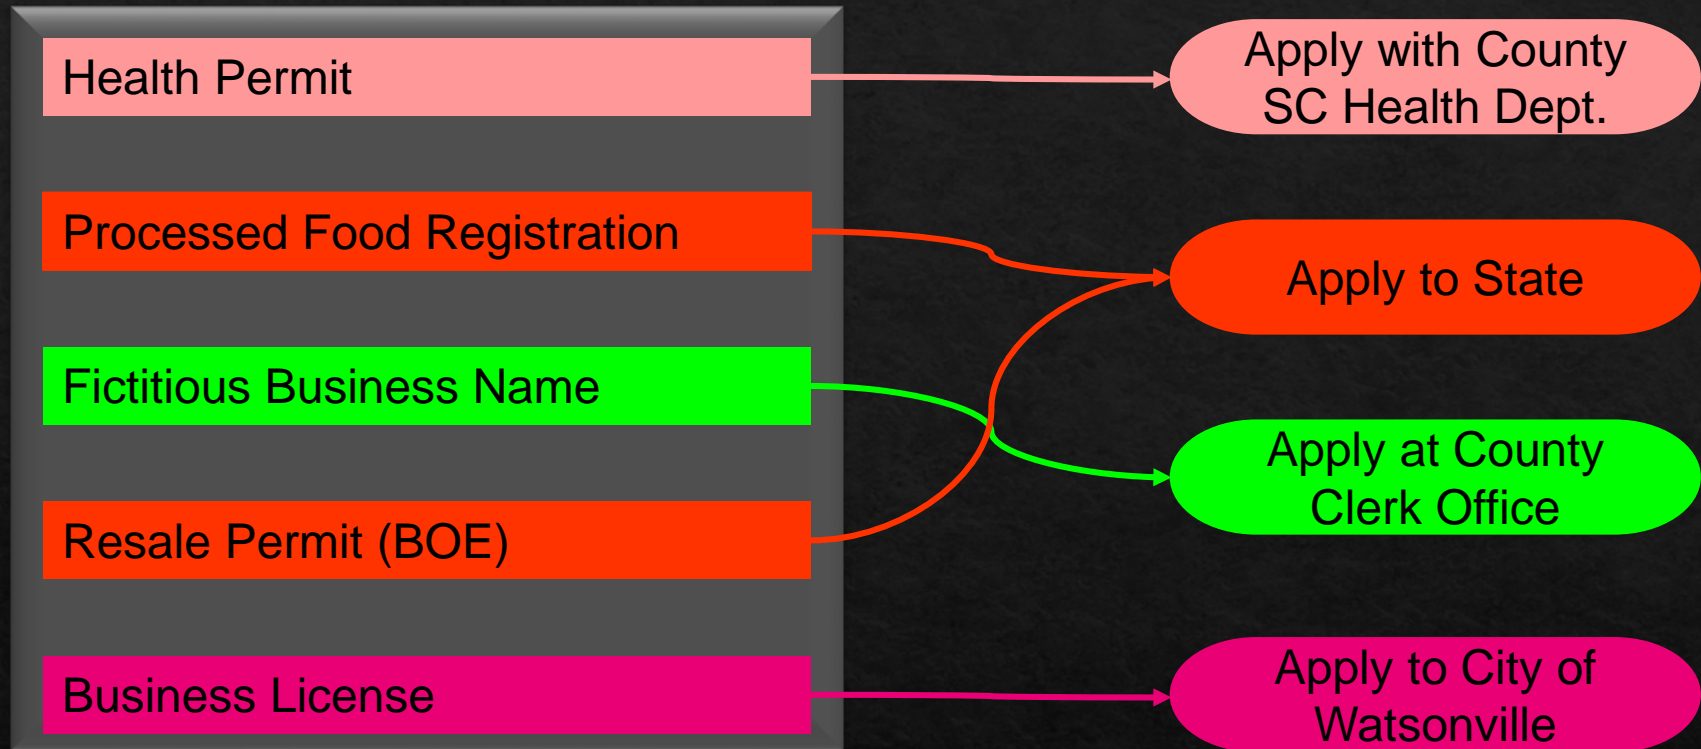 Health Permit
Apply with County
SC Health Dept.
Processed Food Registration
Apply to State
Fictitious Business Name
Apply at County
Clerk Office
Resale Permit (BOE)
Business License
Apply to City of
Watsonville